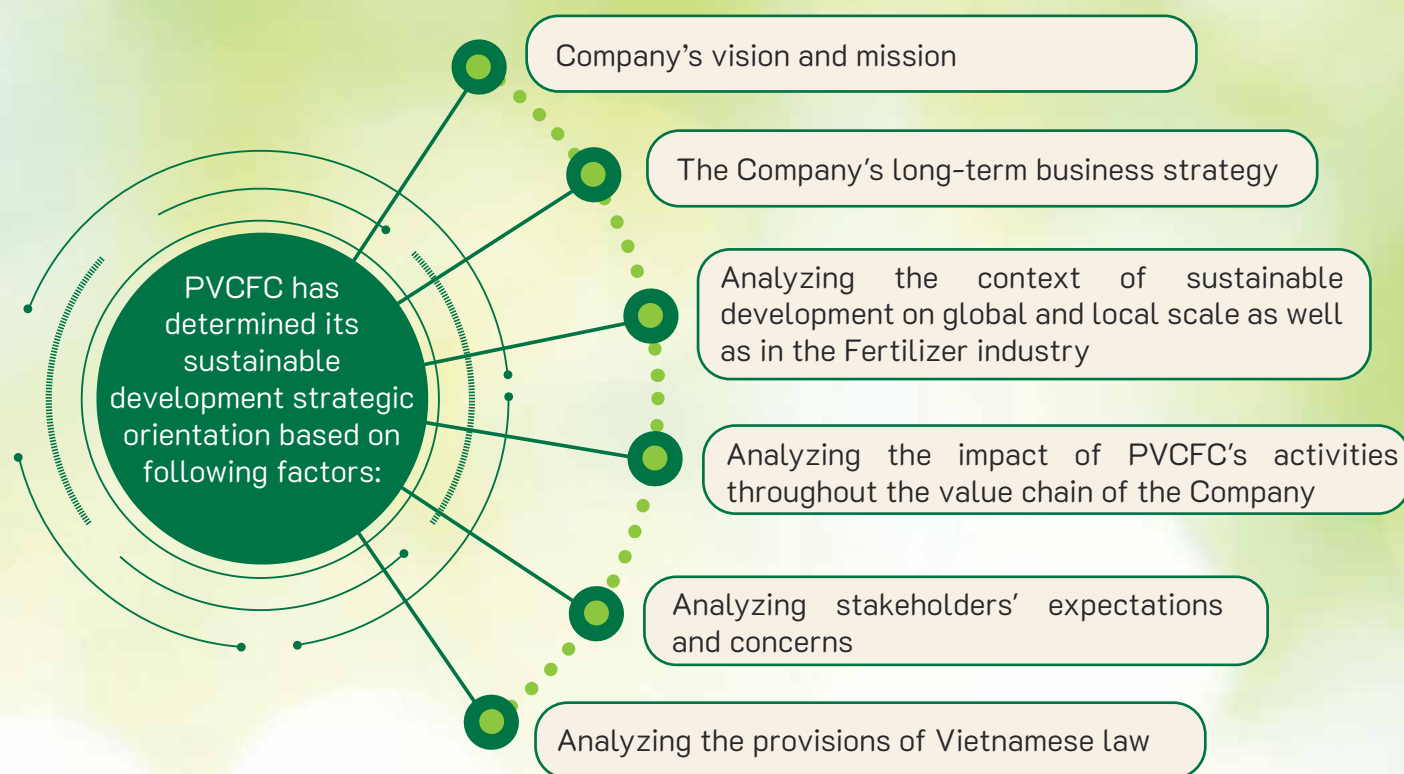 PVCFC has
determined its
sustainable
development strategic
orientation based on
following factors:
Company's vision and mission
The Company's long-term business strategy
Analyzing the context of sustainable
development on global and local scale as well
as in the Fertilizer industry
Analyzing the impact of PVCFC's activities
throughout the value chain of the Company
Analyzing stakeholders' expectations
and concerns
Analyzing the provisions of Vietnamese law